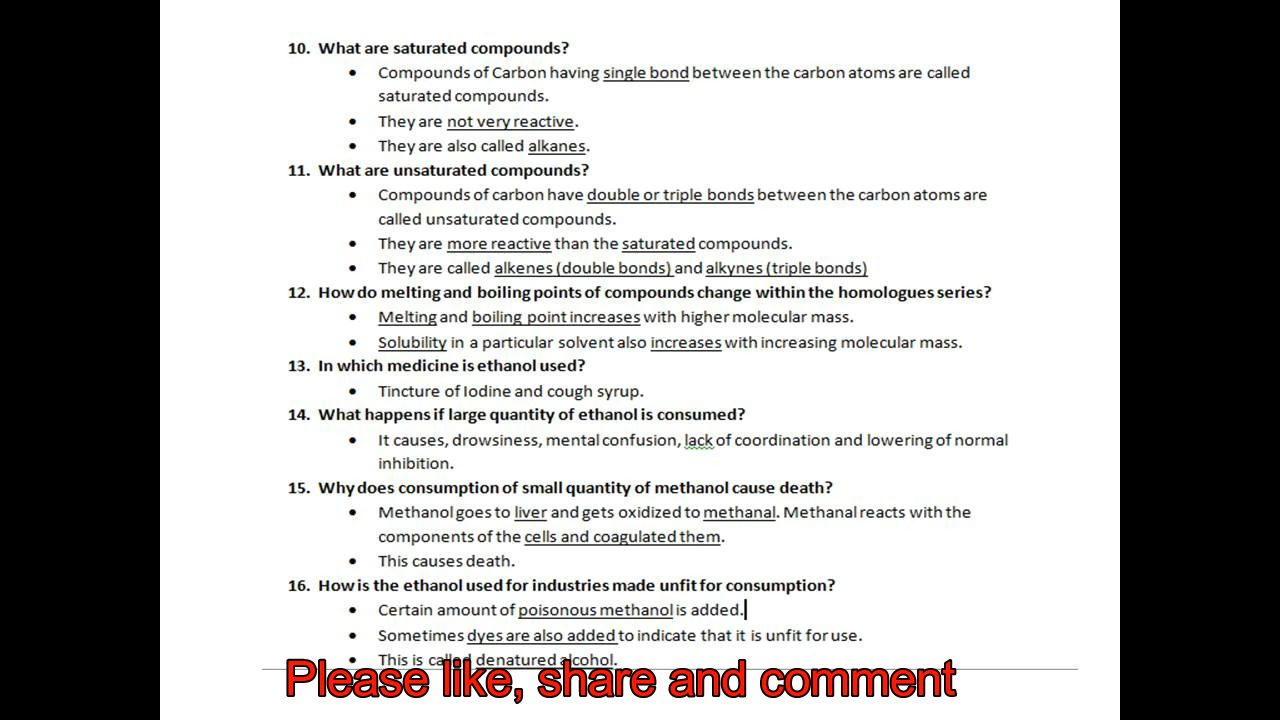 10. What are saturated compounds?
• Compounds of Carbon having single bond between the carbon atoms are called
saturated compounds.
• They are not very reactive.
• They are also called alkanes.
11. What are unsaturated compounds?
• Compounds of carbon have double or triple bonds between the carbon atoms are
called unsaturated compounds.
• They are more reactive than the saturated compounds.
• They are called alkenes (double bonds) and alkynes (triple bonds)
12. How do melting and boiling points of compounds change within the homologues series?
• Melting and boiling point increases with higher molecular mass.
• Solubility in a particular solvent also increases with increasing molecular mass.
13. In which medicine is ethanol used?
• Tincture of Iodine and cough syrup.
14. What happens if large quantity of ethanol is consumed?
• It causes, drowsiness, mental confusion, lack of coordination and lowering of normal
inhibition.
15. Why does consumption of small quantity of methanol cause death?
• Methanol goes to liver and gets oxidized to methanal. Methanal reacts with the
components of the cells and coagulated them.
• This causes death.
16. How is the ethanol used for industries made unfit for consumption?
• Certain amount of poisonous methanol is added.
• Sometimes dyes are also added to indicate that it is unfit for use.
• This is called denatured alcohol.
Please like, share and comment